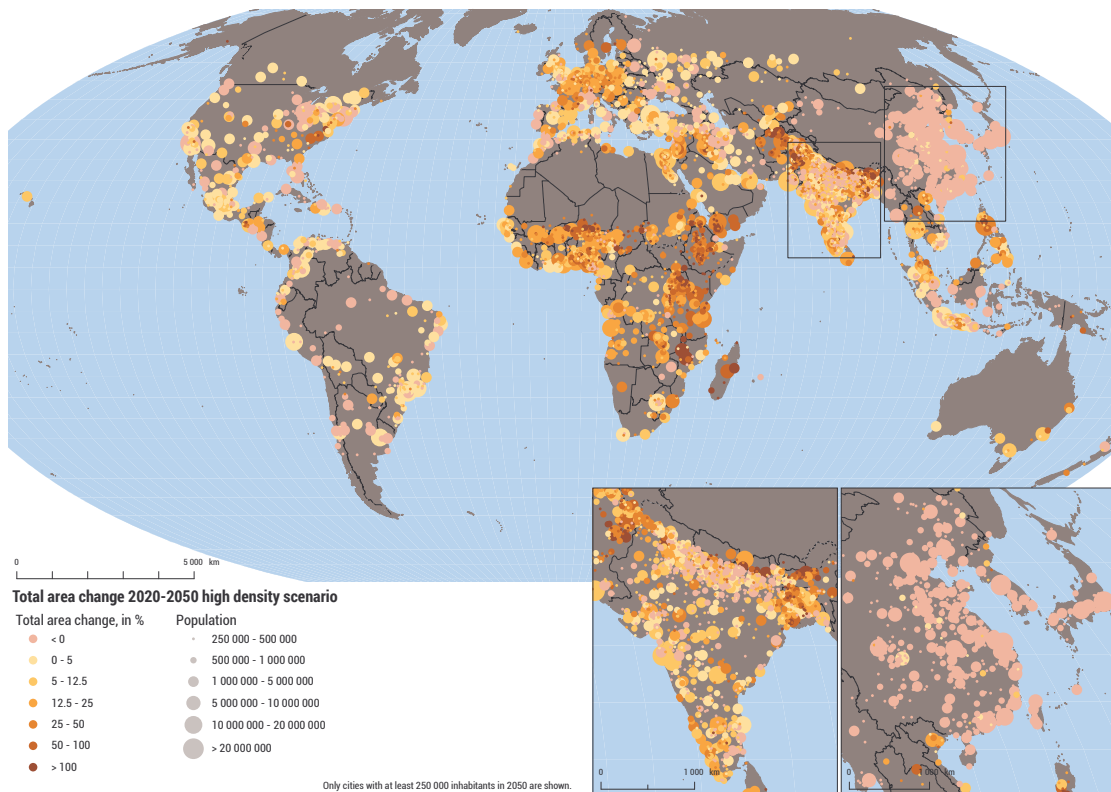 0 5 000 km
Total area change 2020-2050 high density scenario
Total area change, in %
< 0
0 - 5
5 - 12.5
12.5 - 25
25 - 50
50 - 100
> 100
Population
250 000 - 500 000
500 000 - 1 000 000
1 000 000 - 5 000 000
5 000 000 - 10 000 000
10 000 000 - 20 000 000
> 20 000 000
Only cities with at least 250 000 inhabitants in 2050 are shown.
0 1 000 km
0 1 000 km